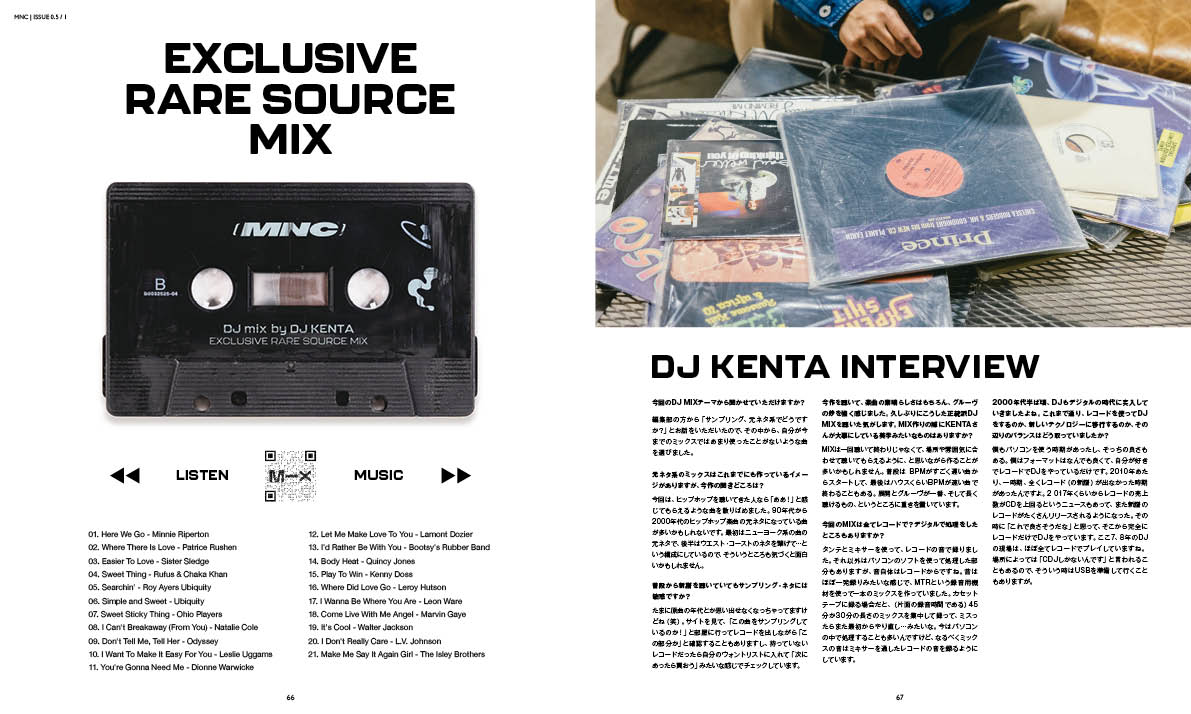 MNC | ISSUE 0.5 / 1
EXCLUSIVE
RARE SOURCE
MIX
(MNC)
B
B0032525-04
DJ mix by DJ KENTA
EXCLUSIVE RARE SOURCE MIX
LISTEN
MUSIC
01. Here We Go - Minnie Riperton
02. Where There Is Love - Patrice Rushen
03. Easier To Love - Sister Sledge
04. Sweet Thing - Rufus & Chaka Khan
05. Searchin' - Roy Ayers Ubiquity
06. Simple and Sweet - Ubiquity
07. Sweet Sticky Thing - Ohio Players
08. I Can't Breakaway (From You) - Natalie Cole
09. Don't Tell Me, Tell Her - Odyssey
10. I Want To Make It Easy For You - Leslie Uggams
11. You're Gonna Need Me - Dionne Warwicke
12. Let Me Make Love To You - Lamont Dozier
13. I'd Rather Be With You - Bootsy's Rubber Band
14. Body Heat - Quincy Jones
15. Play To Win - Kenny Doss
16. Where Did Love Go - Leroy Hutson
17. I Wanna Be Where You Are - Leon Ware
18. Come Live With Me Angel - Marvin Gaye
19. It's Cool - Walter Jackson
20. I Don't Really Care - L.V. Johnson
21. Make Me Say It Again Girl - The Isley Brothers
66
Prince
CHELSEA RODGERS & MR. GOODNIGHT from his NEW CD, PLANET EARTH
paul weller
thinking of you
DJ KENTA INTERVIEW
今回のDJ MIXテーマから聞かせていただけますか?
編集部の方から「サンプリング、元ネタ系でどうです
か?」とお話をいただいたので、その中から、自分が今
までのミックスではあまり使ったことがないような曲
を選びました。
元ネタ系のミックスはこれまでにも作っているイメー
ジがありますが、今作の聞きどころは?
今回は、ヒップホップを聴いてきた人なら「ああ!」と感
じてもらえるような曲を散りばめました。90年代から
2000年代のヒップホップ楽曲の元ネタになっている曲
が多いかもしれないです。最初はニューヨーク系の曲の
元ネタで、後半はウエスト・コーストのネタを繋げて…と
いう構成にしているので、そういうところも気づくと面白
いかもしれません。
普段から新譜を聴いていてもサンプリング・ネタには
敏感ですか?
たまに原曲の年代とか思い出せなくなっちゃってますけ
どね(笑)。サイトを見て、「この曲をサンプリングして
いるのか!」と部屋に行ってレコードを出しながら「こ
の部分か」と確認することもありますし、持っていない
レコードだったら自分のウォントリストに入れて「次に
あったら買おう」みたいな感じでチェックしています。
今作を聴いて、楽曲の素晴らしさはもちろん、グルーヴ
の妙を強く感じました。久しぶりにこうした正統派DJ
MIXを聴いた気がします。MIX作りの際にKENTAさ
んが大事にしている美学みたいなものはありますか?
MIXは一回聴いて終わりじゃなくて、場所や雰囲気に合
わせて聴いてもらえるように、と思いながら作ることが
多いかもしれません。普段は BPMがすごく遅い曲か
らスタートして、最後はハウスくらいBPMが速い曲で
終わることもある。展開とグルーヴが一番、そして長く
聴けるもの、というところに重きを置いています。
今回のMIXは全てレコードで?デジタルで処理をした
ところもありますか?
タンテとミキサーを使って、レコードの音で録りまし
た。それ以外はパソコンのソフトを使って処理した部
分もありますが、音自体はレコードからですね。昔は
ほぼ一発録りみたいな感じで、MTRという録音用機
材を使って一本のミックスを作っていました。カセット
テープに録る場合だと、(片面の録音時間である) 45
分か30分の長さのミックスを集中して録って、ミスっ
たらまた最初からやり直し…みたいな。今はパソコン
の中で処理することも多いんですけど、なるべくミック
スの音はミキサーを通したレコードの音を録るように
しています。
2000年代半ば頃、DJもデジタルの時代に突入して
いきましたよね。これまで通り、レコードを使ってDJ
をするのか、新しいテクノロジーに移行するのか、その
辺りのバランスはどう取っていましたか?
僕もパソコンを使う時期があったし、そっちの良さも
ある。僕はフォーマットはなんでも良くて、自分が好き
でレコードでDJをやっているだけです。2010年あた
り、一時期、全くレコード (の新譜) が出なかった時期
があったんですよ。2017年くらいからレコードの売上
数がCDを上回るというニュースもあって、また新譜の
レコードがたくさんリリースされるようになった。その
時に「これで良さそうだな」と思って、そこから完全に
レコードだけでDJをやっています。ここ7、8年のDJ
の現場は、ほぼ全てレコードでプレイしていますね。
場所によっては「CDJしかないんです」と言われるこ
ともあるので、そういう時はUSBを準備して行くこと
もありますが。
67